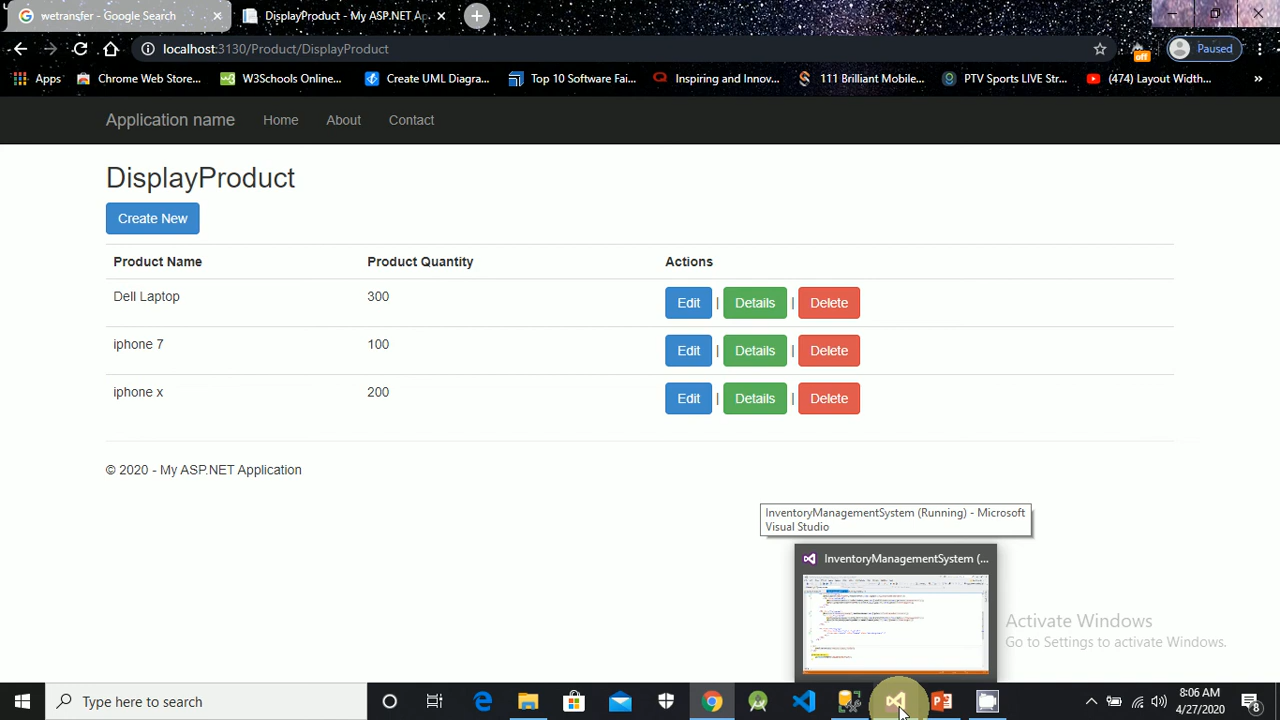 wetransfer - Google Search
DisplayProduct - My ASP.NET Ap
localhost:3130/Product/DisplayProduct
Paused
Apps
Chrome Web Store...
W3Schools Online...
Create UML Diagra...
Top 10 Software Fai...
Inspiring and Innov...
111 Brilliant Mobile...
PTV Sports LIVE Str...
(474) Layout Width...
»
off
Application name
Home
About
Contact
DisplayProduct
Create New
Product Name Product Quantity Actions
Dell Laptop 300 Edit | Details | Delete
iphone 7 100 Edit | Details | Delete
iphone x 200 Edit | Details | Delete
© 2020 - My ASP.NET Application
InventoryManagementSystem (Running) - Microsoft
Visual Studio
InventoryManagementSystem (...
Activate Windows
Go to Settings to activate Windows.
Type here to search
8:06 AM
4/27/2020
8